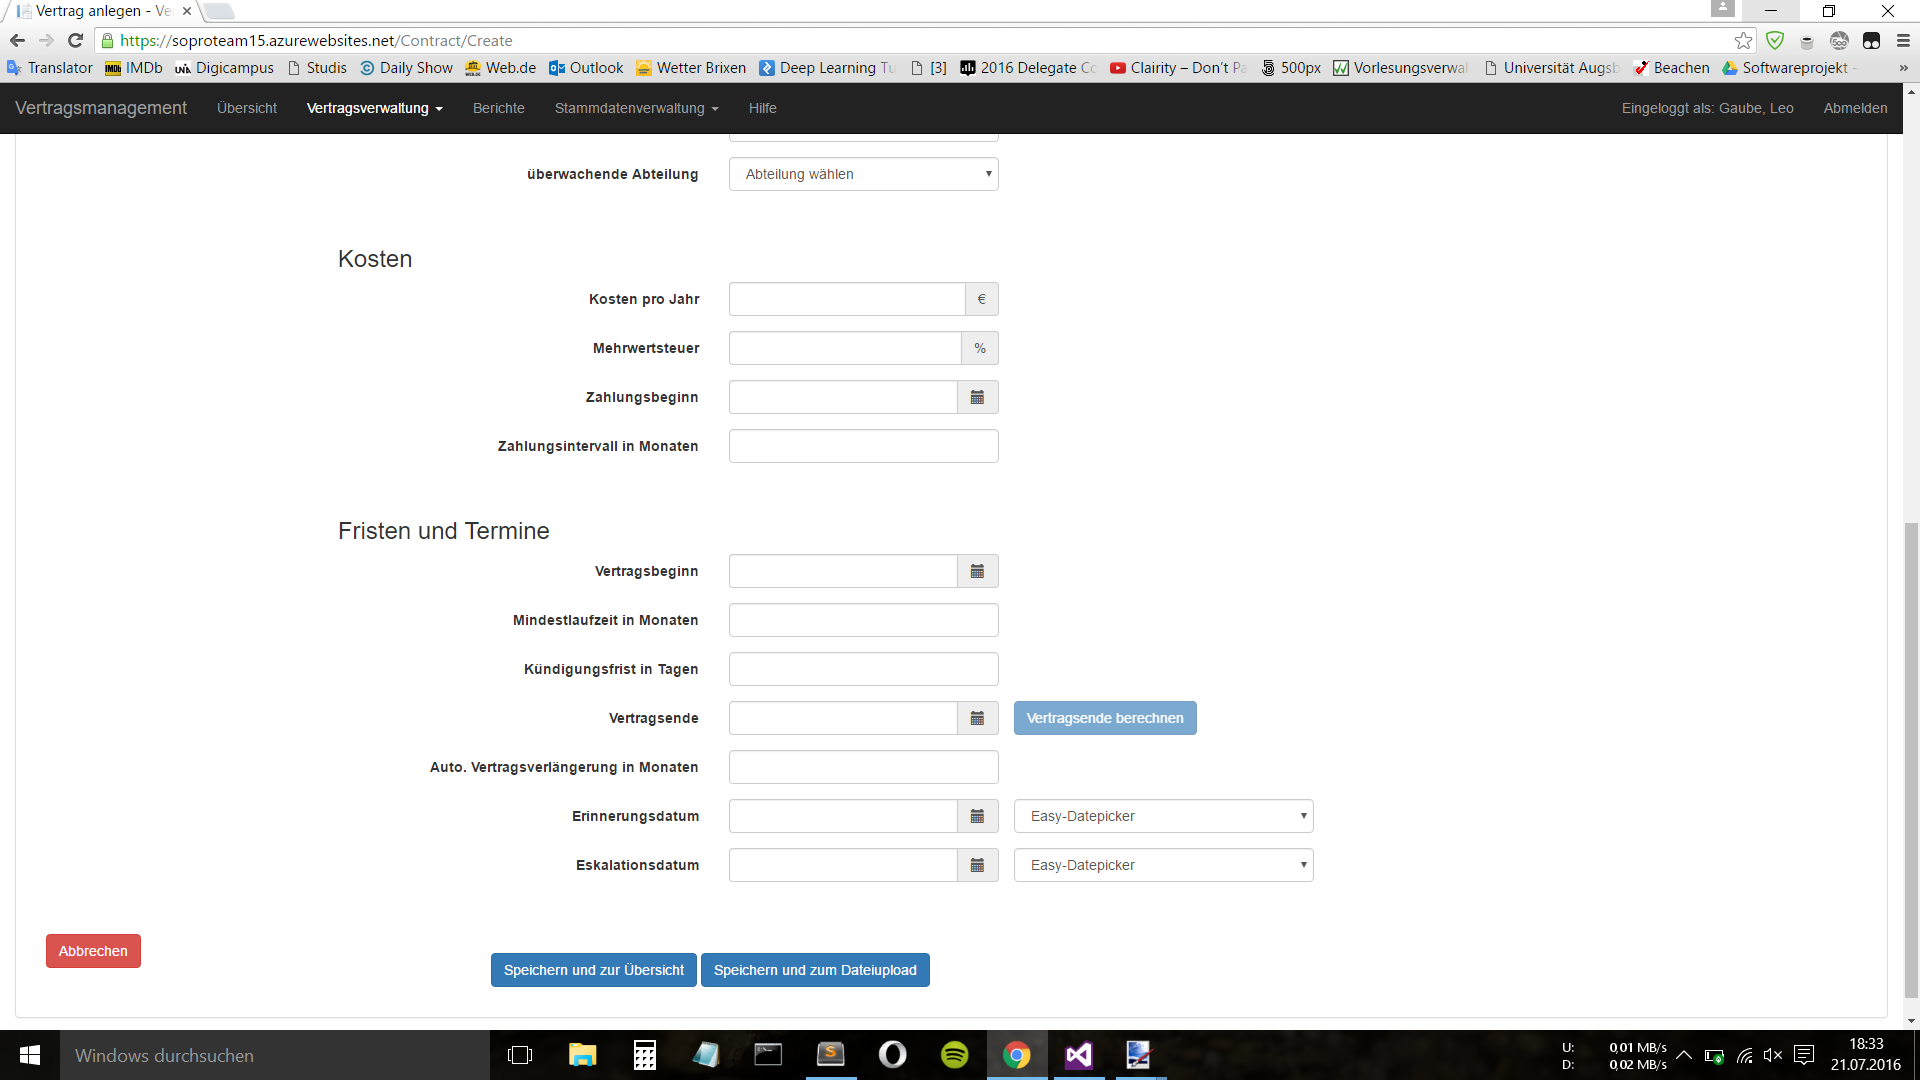 Vertrag anlegen - Ve
https://soproteam15.azurewebsites.net/Contract/Create
Translator IMDb Digicampus Studis Daily Show Web.de Outlook Wetter Brixen Deep Learning Tu [3] 2016 Delegate Co Clairity – Don't Pa 500px Vorlesungsverwal Universität Augsb Beachen Softwareprojekt - »
Vertragsmanagement Übersicht Vertragsverwaltung Berichte Stammdatenverwaltung Hilfe Eingeloggt als: Gaube, Leo Abmelden
überwachende Abteilung Abteilung wählen
Kosten
Kosten pro Jahr €
Mehrwertsteuer %
Zahlungsbeginn
Zahlungsintervall in Monaten
Fristen und Termine
Vertragsbeginn
Mindestlaufzeit in Monaten
Kündigungsfrist in Tagen
Vertragsende Vertragsende berechnen
Auto. Vertragsverlängerung in Monaten
Erinnerungsdatum Easy-Datepicker
Eskalationsdatum Easy-Datepicker
Abbrechen
Speichern und zur Übersicht Speichern und zum Dateiupload
Windows durchsuchen
U: 0,01 MB/s
D: 0,02 MB/s
18:33
21.07.2016